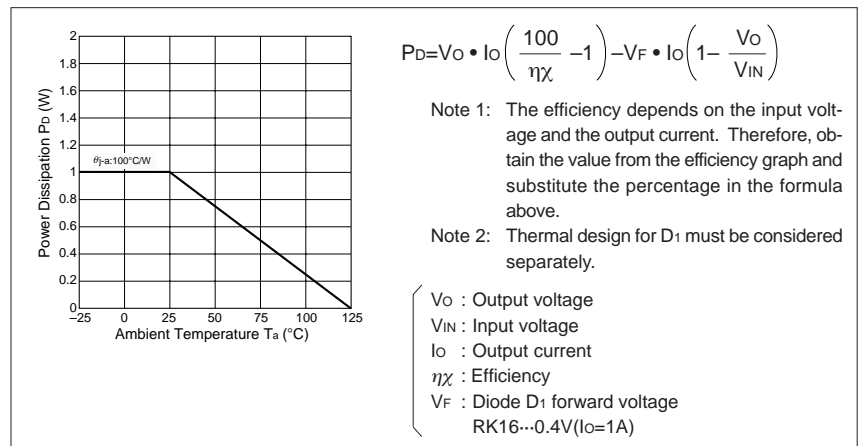 2
1.8
1.6
1.4
1.2
1
0.8
0.6
0.4
0.2
0
Power Dissipation PD (W)
θj-a:100°C/W
–25 0 25 50 75 100 125
Ambient Temperature Ta (°C)
PD=VO • IO(100/ηχ –1)–VF • IO(1– VO/VIN)
Note 1: The efficiency depends on the input volt-
age and the output current. Therefore, ob-
tain the value from the efficiency graph and
substitute the percentage in the formula
above.
Note 2: Thermal design for D1 must be considered
separately.
VO : Output voltage
VIN : Input voltage
IO : Output current
ηχ : Efficiency
VF : Diode D1 forward voltage
RK16···0.4V(IO=1A)